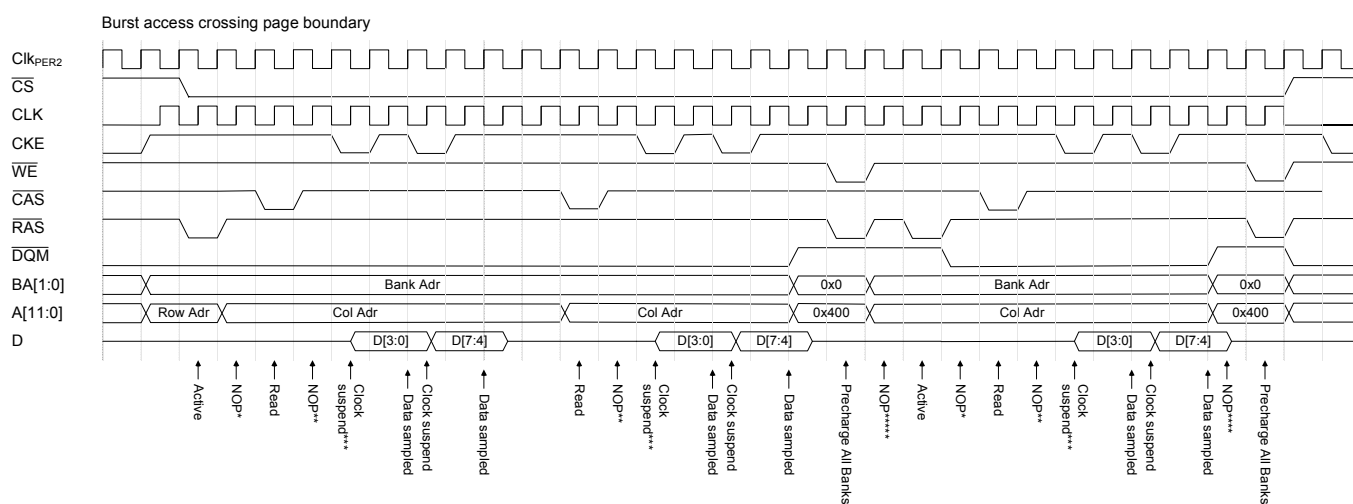 Burst access crossing page boundary
ClkPER2
CS
CLK
CKE
WE
CAS
RAS
DQM
BA[1:0] Bank Adr 0x0 Bank Adr 0x0
A[11:0] Row Adr Col Adr Col Adr 0x400 Col Adr 0x400
D D[3:0] D[7:4] D[3:0] D[7:4] D[3:0] D[7:4]
Active
NOP*
Read
NOP**
Clock
suspend***
Data sampled
Clock suspend
Data sampled
Read
NOP**
Clock
suspend***
Data sampled
Clock suspend
Data sampled
Precharge All Banks
NOP*****
Active
NOP*
Read
NOP**
Clock
suspend***
Data sampled
Clock suspend
Data sampled
NOP****
Precharge All Banks